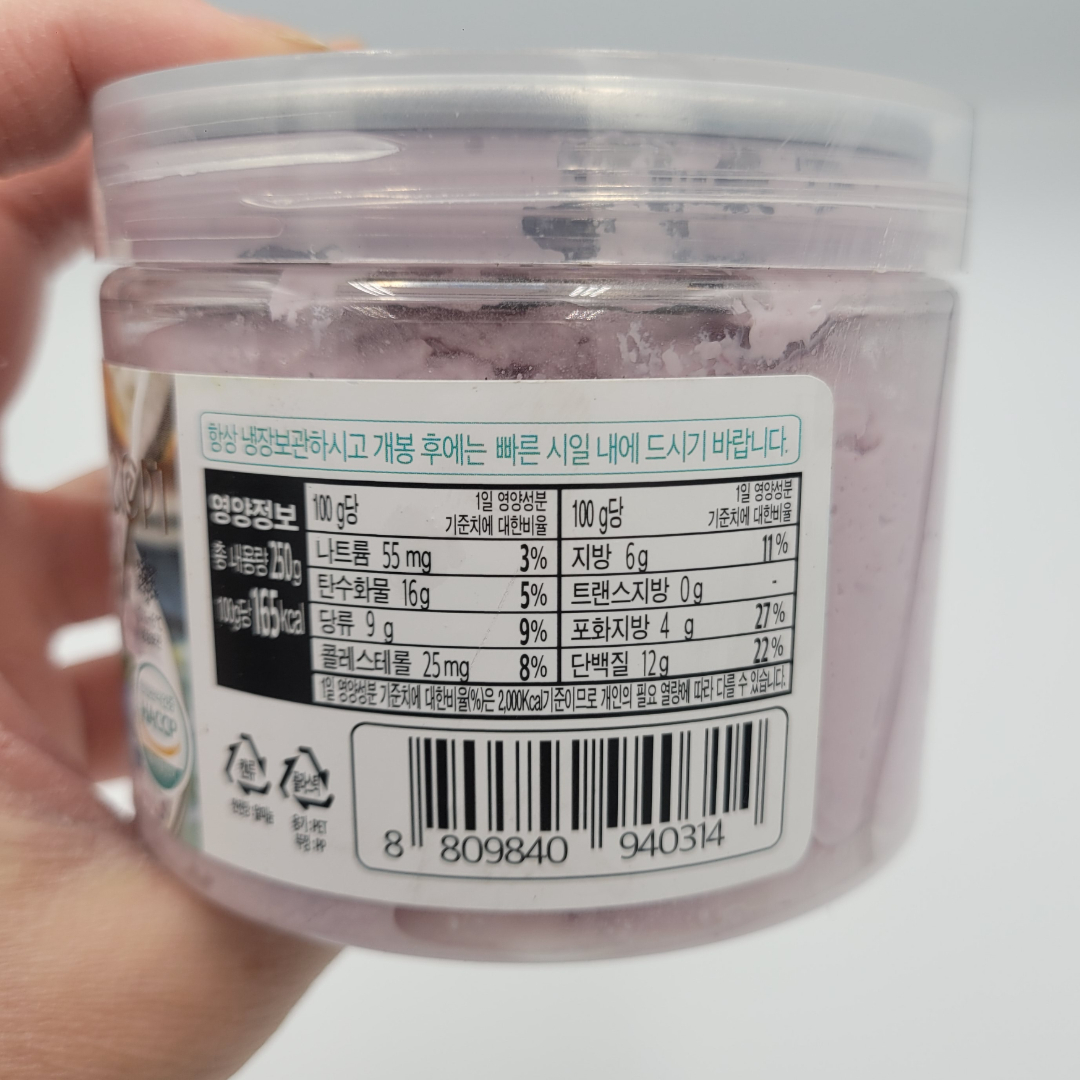 항상 냉장보관하시고 개봉 후에는 빠른 시일 내에 드시기 바랍니다.
영양정보
총 내용량 250g
100g당 165kcal
100 g당 1일 영양성분 기준치에 대한비율
나트륨 55 mg 3%
탄수화물 16g 5%
당류 9 g 9%
콜레스테롤 25mg 8%
100 g당 1일 영양성분 기준치에 대한비율
지방 6g 11%
트랜스지방 0g -
포화지방 4 g 27%
단백질 12g 22%
1일 영양성분 기준치에 대한비율(%)은 2,000Kcal기준이므로 개인의 필요 열량에 따라 다를 수 있습니다.
HACCP
플라스틱
8 809840 940314